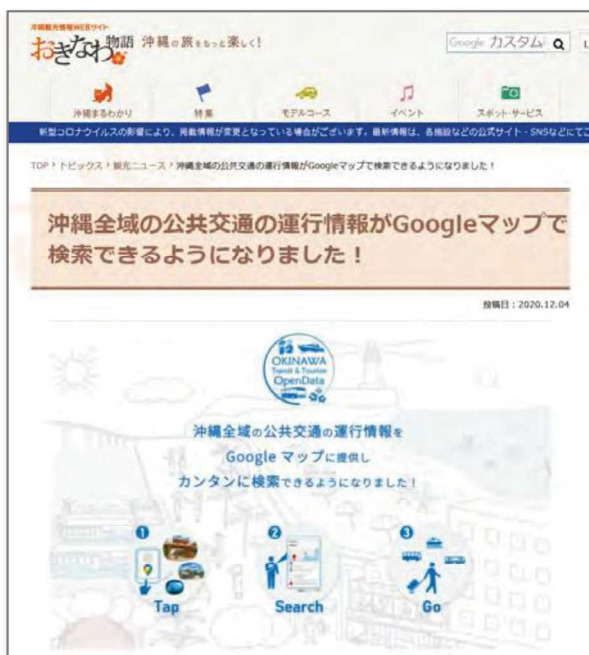 沖縄観光情報WEBサイト
おきなわ物語 沖縄の旅をもっと楽しく!
Google カスタム
沖縄まるわかり
特集
モデルコース
イベント
スポット・サービス
新型コロナウイルスの影響により、掲載情報が変更となっている場合がございます。最新情報は、各施設などの公式サイト・SNSなどにてご
TOP › トピックス › 観光ニュース › 沖縄全域の公共交通の運行情報がGoogleマップで検索できるようになりました!
沖縄全域の公共交通の運行情報がGoogleマップで
検索できるようになりました!
投稿日:2020.12.04
OKINAWA
Transit & Tourism
OpenData
沖縄全域の公共交通の運行情報を
Google マップに提供し
カンタンに検索できるようになりました!
1
Tap
2
Search
3
Go